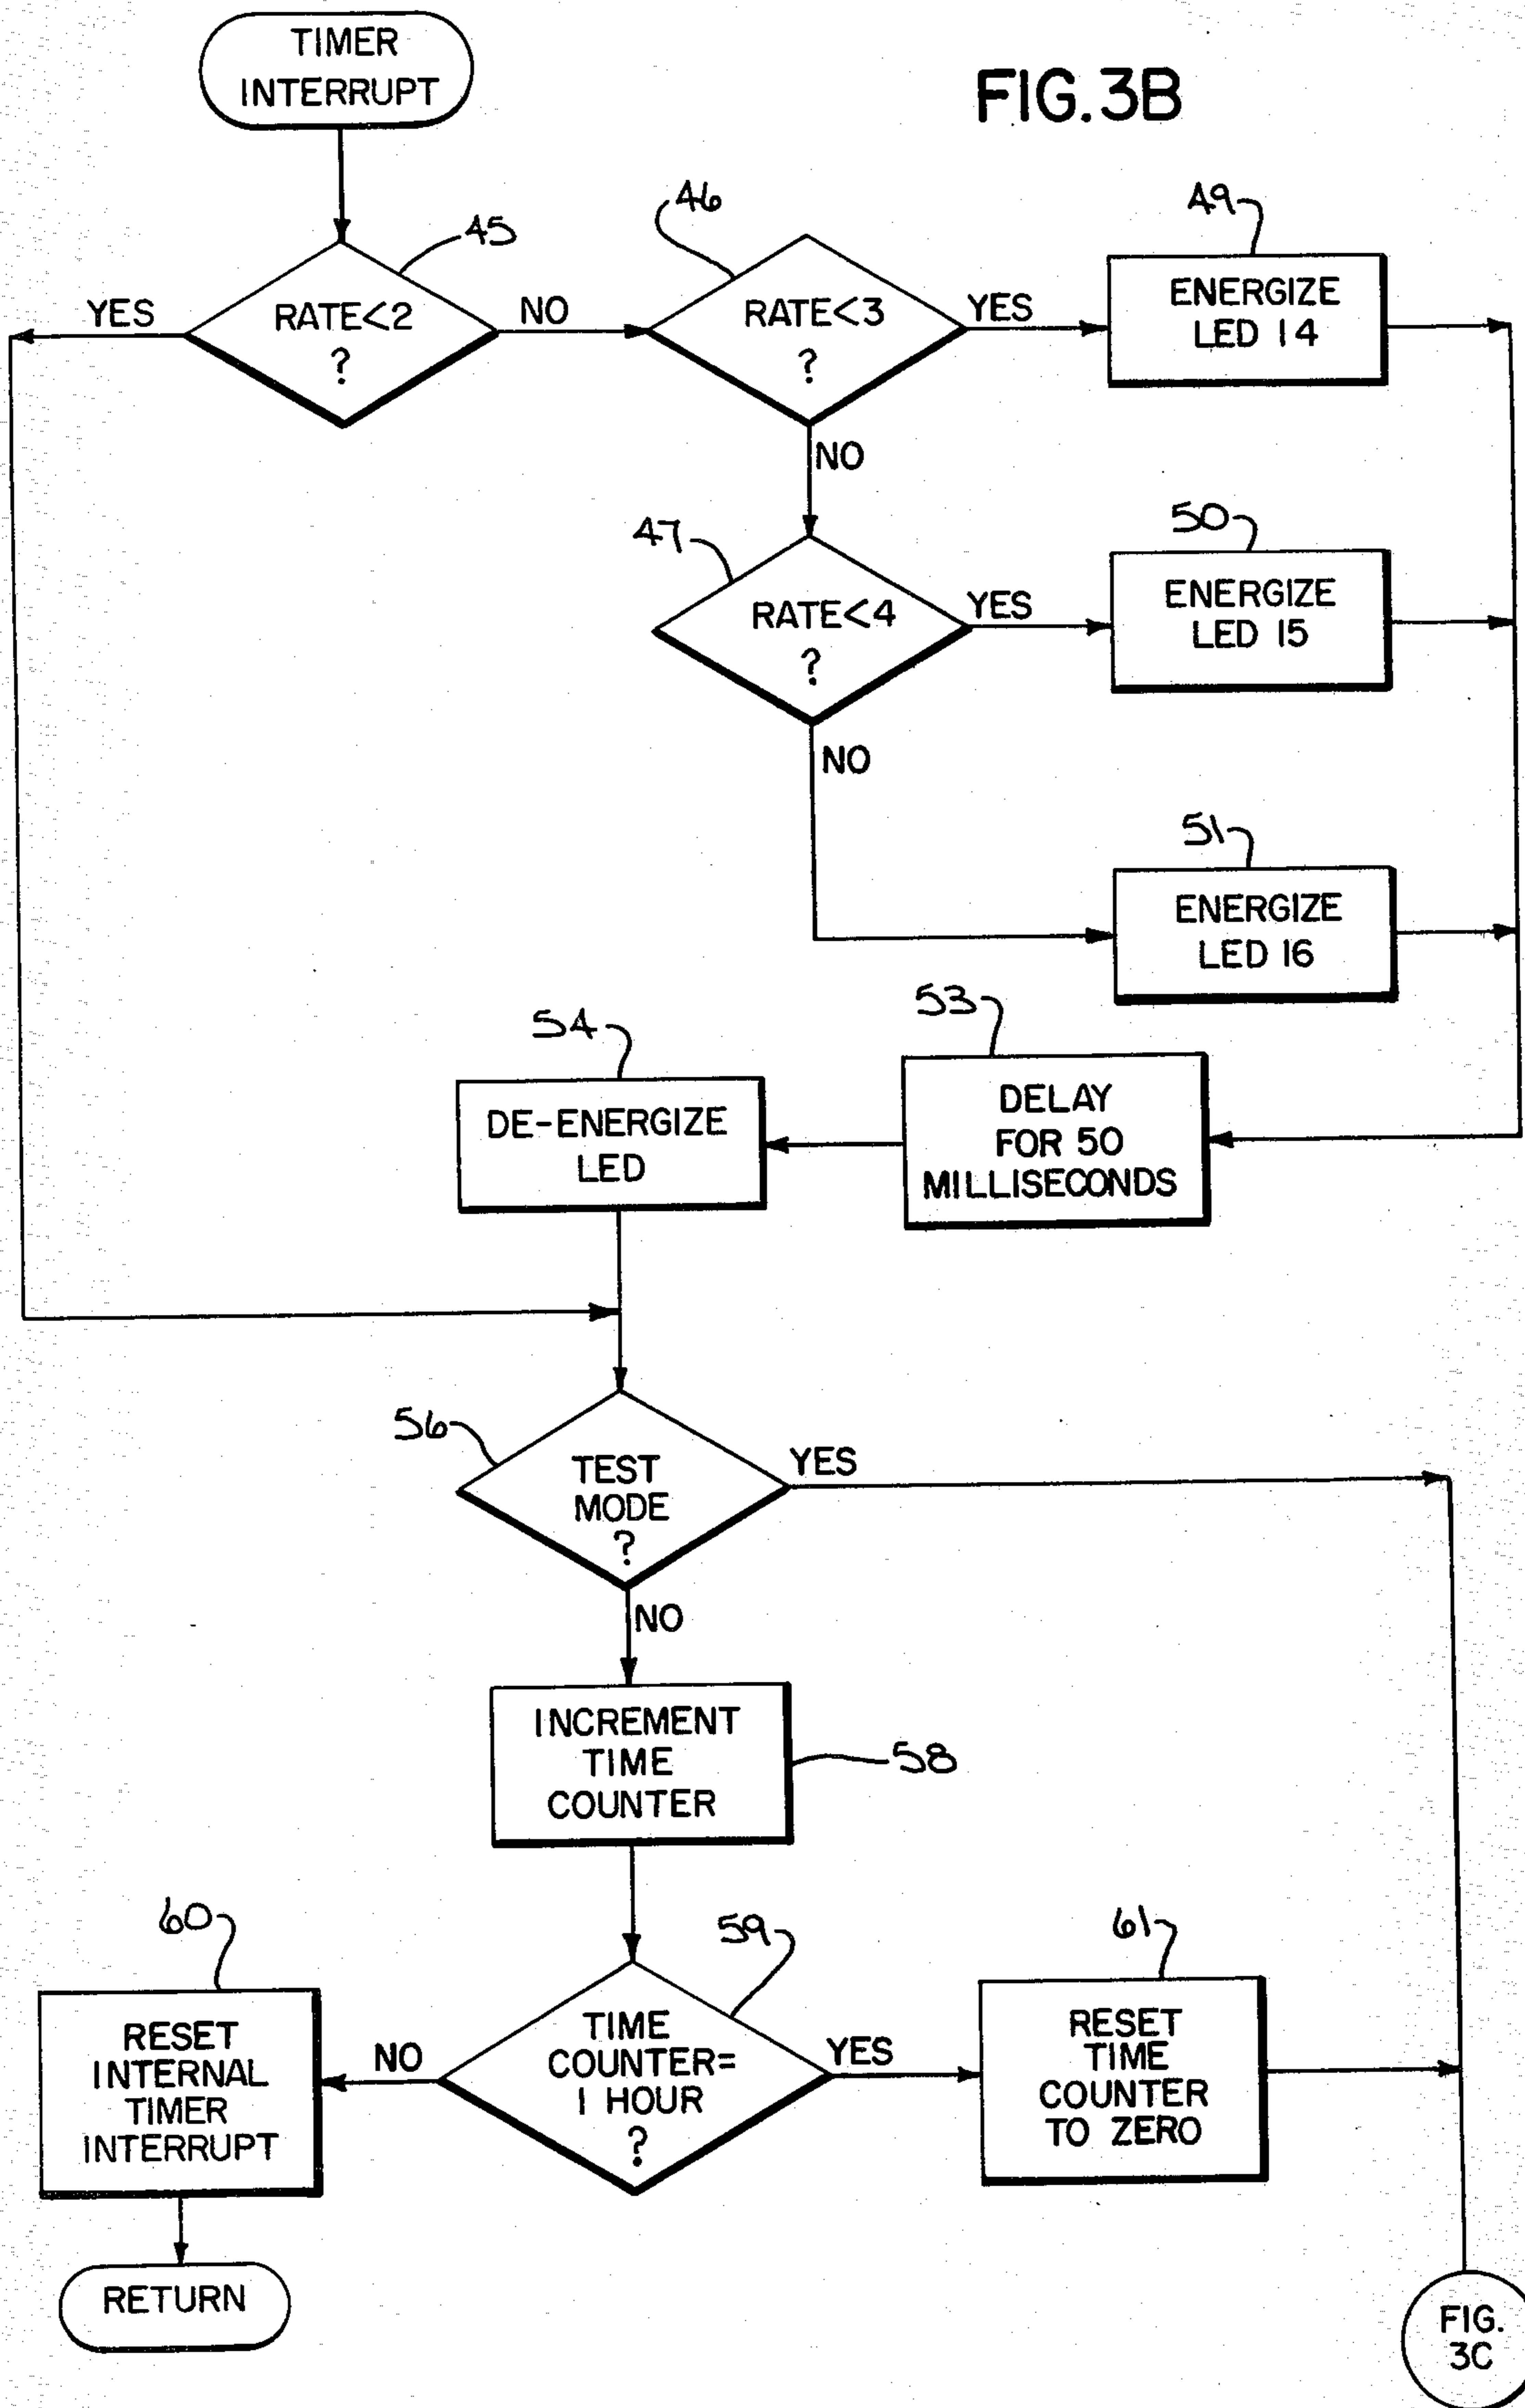 TIMER
INTERRUPT
FIG.3B
45
46
49
YES
RATE<2
?
NO
RATE<3
?
YES
ENERGIZE
LED 14
NO
47
50
RATE<4
?
YES
ENERGIZE
LED 15
NO
51
ENERGIZE
LED 16
54
53
DE-ENERGIZE
LED
DELAY
FOR 50
MILLISECONDS
56
TEST
MODE
?
YES
NO
INCREMENT
TIME
COUNTER
58
60
59
61
RESET
INTERNAL
TIMER
INTERRUPT
NO
TIME
COUNTER=
1 HOUR
?
YES
RESET
TIME
COUNTER
TO ZERO
RETURN
FIG.
3C